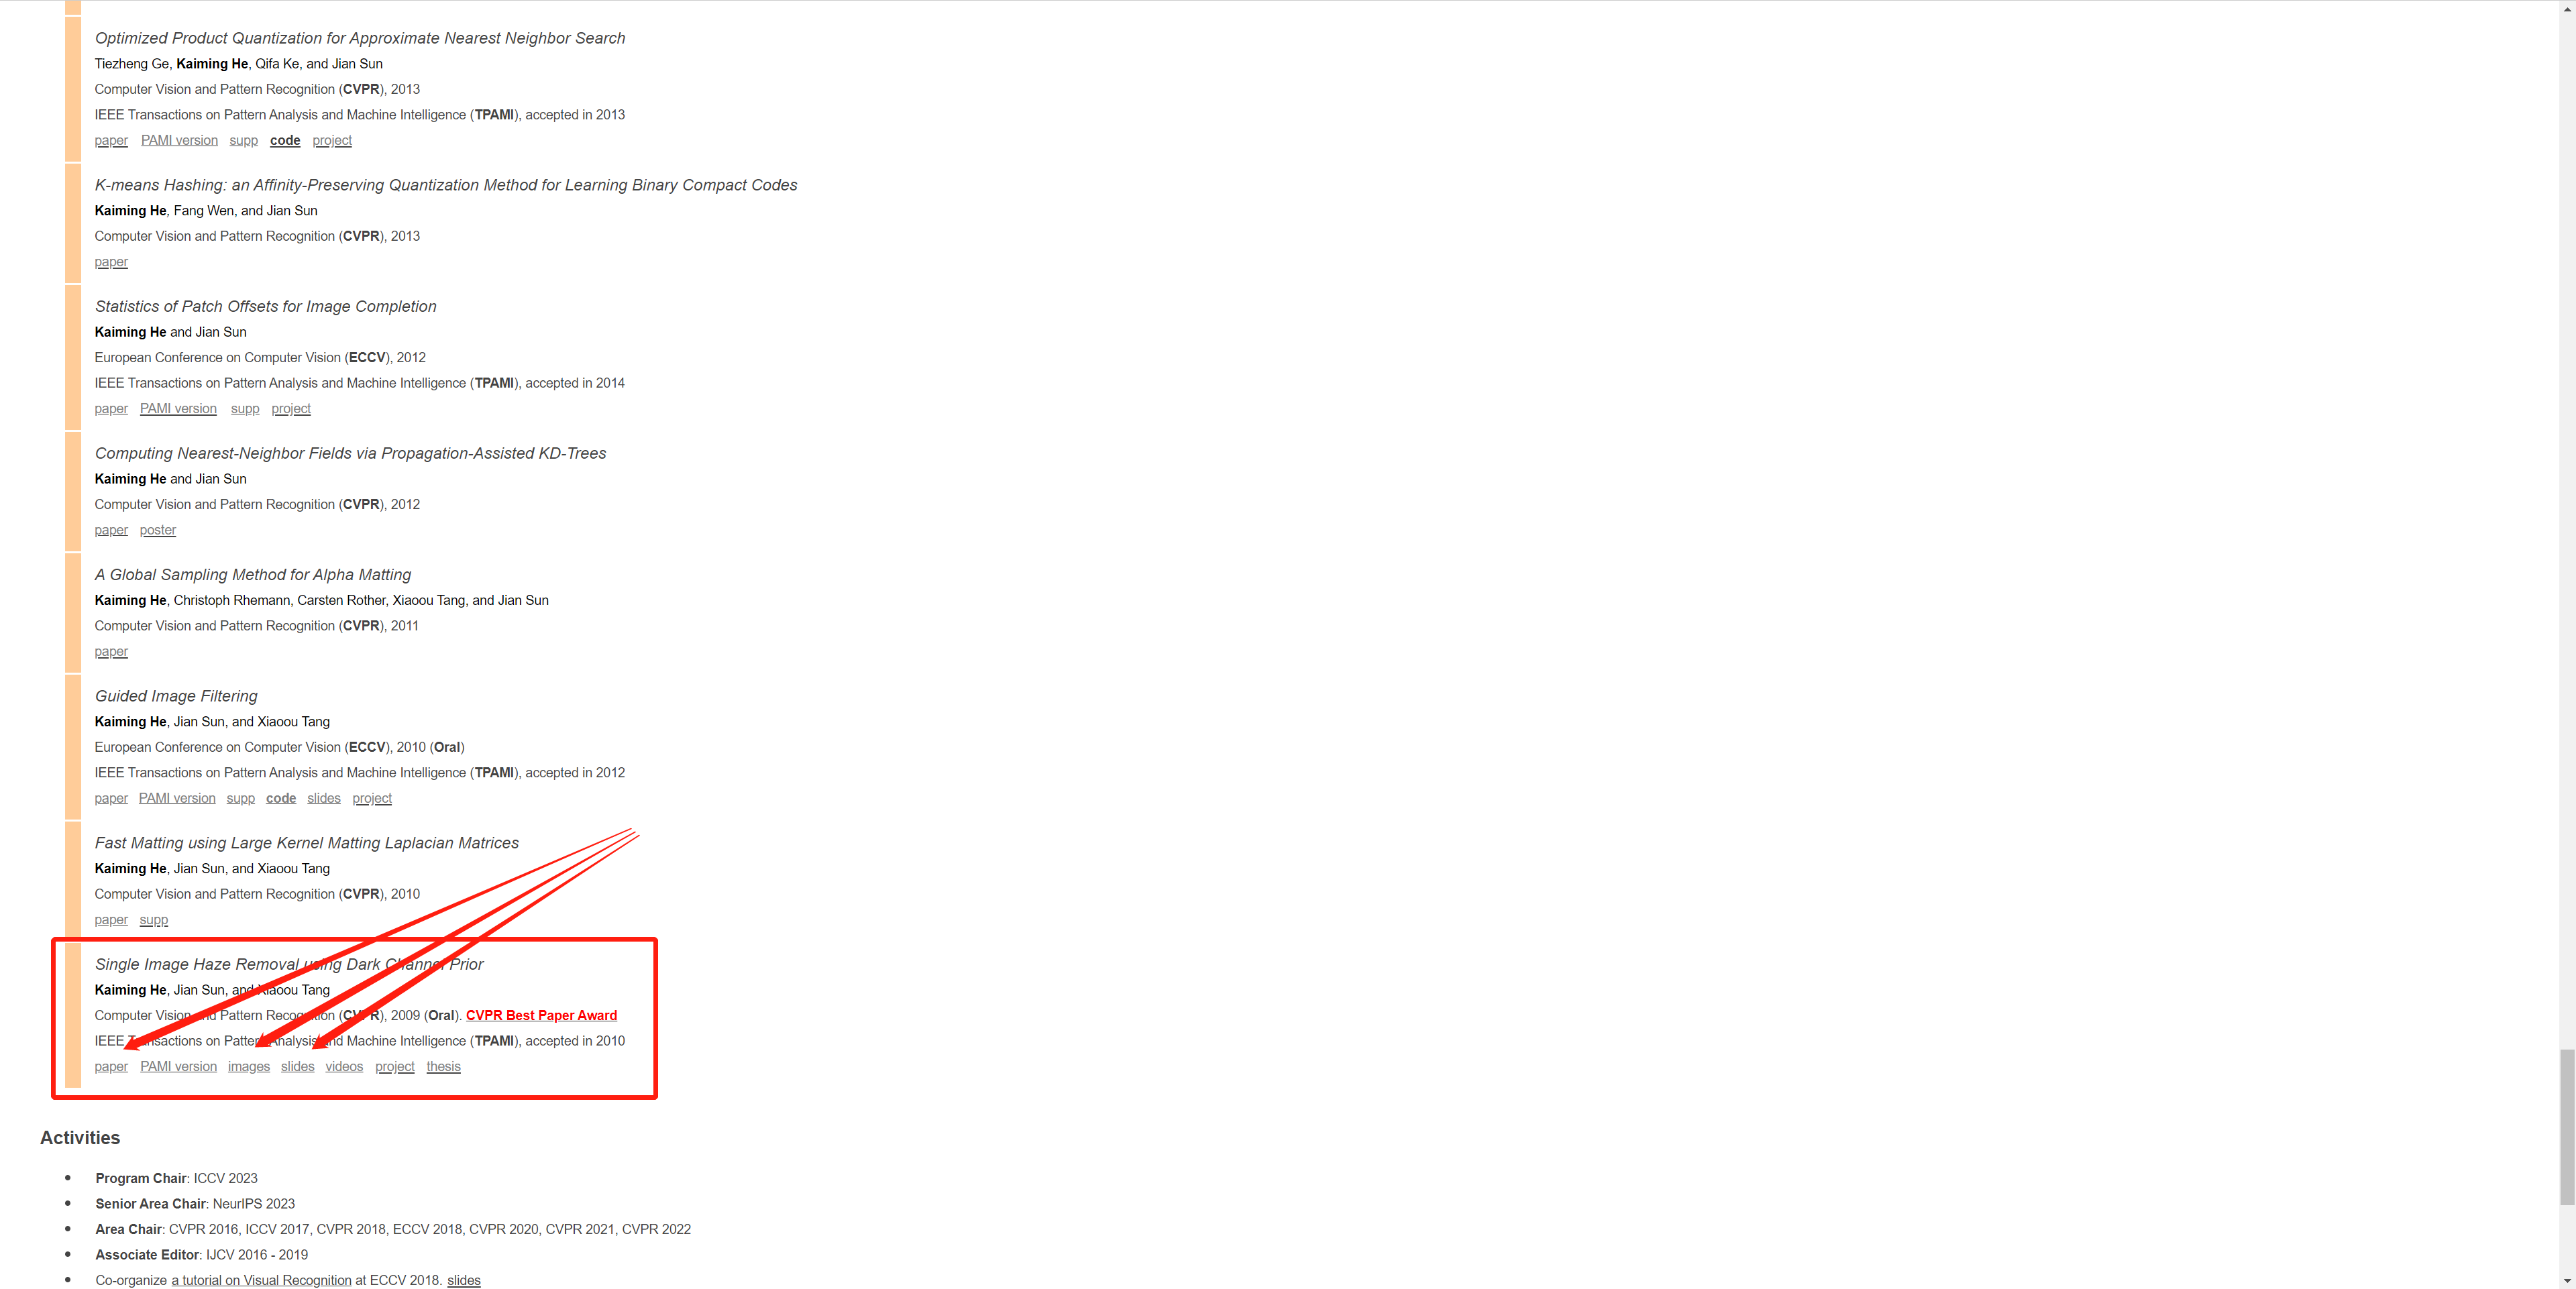 Optimized Product Quantization for Approximate Nearest Neighbor Search
Tiezheng Ge, Kaiming He, Qifa Ke, and Jian Sun
Computer Vision and Pattern Recognition (CVPR), 2013
IEEE Transactions on Pattern Analysis and Machine Intelligence (TPAMI), accepted in 2013
paper PAMI version supp code project
K-means Hashing: an Affinity-Preserving Quantization Method for Learning Binary Compact Codes
Kaiming He, Fang Wen, and Jian Sun
Computer Vision and Pattern Recognition (CVPR), 2013
paper
Statistics of Patch Offsets for Image Completion
Kaiming He and Jian Sun
European Conference on Computer Vision (ECCV), 2012
IEEE Transactions on Pattern Analysis and Machine Intelligence (TPAMI), accepted in 2014
paper PAMI version supp project
Computing Nearest-Neighbor Fields via Propagation-Assisted KD-Trees
Kaiming He and Jian Sun
Computer Vision and Pattern Recognition (CVPR), 2012
paper poster
A Global Sampling Method for Alpha Matting
Kaiming He, Christoph Rhemann, Carsten Rother, Xiaoou Tang, and Jian Sun
Computer Vision and Pattern Recognition (CVPR), 2011
paper
Guided Image Filtering
Kaiming He, Jian Sun, and Xiaoou Tang
European Conference on Computer Vision (ECCV), 2010 (Oral)
IEEE Transactions on Pattern Analysis and Machine Intelligence (TPAMI), accepted in 2012
paper PAMI version supp code slides project
Fast Matting using Large Kernel Matting Laplacian Matrices
Kaiming He, Jian Sun, and Xiaoou Tang
Computer Vision and Pattern Recognition (CVPR), 2010
paper supp
Single Image Haze Removal using Dark Channel Prior
Kaiming He, Jian Sun, and Xiaoou Tang
Computer Vision and Pattern Recognition (CVPR), 2009 (Oral). CVPR Best Paper Award
IEEE Transactions on Pattern Analysis and Machine Intelligence (TPAMI), accepted in 2010
paper PAMI version images slides videos project thesis
Activities
• Program Chair: ICCV 2023
• Senior Area Chair: NeurIPS 2023
• Area Chair: CVPR 2016, ICCV 2017, CVPR 2018, ECCV 2018, CVPR 2020, CVPR 2021, CVPR 2022
• Associate Editor: IJCV 2016 - 2019
• Co-organize a tutorial on Visual Recognition at ECCV 2018. slides